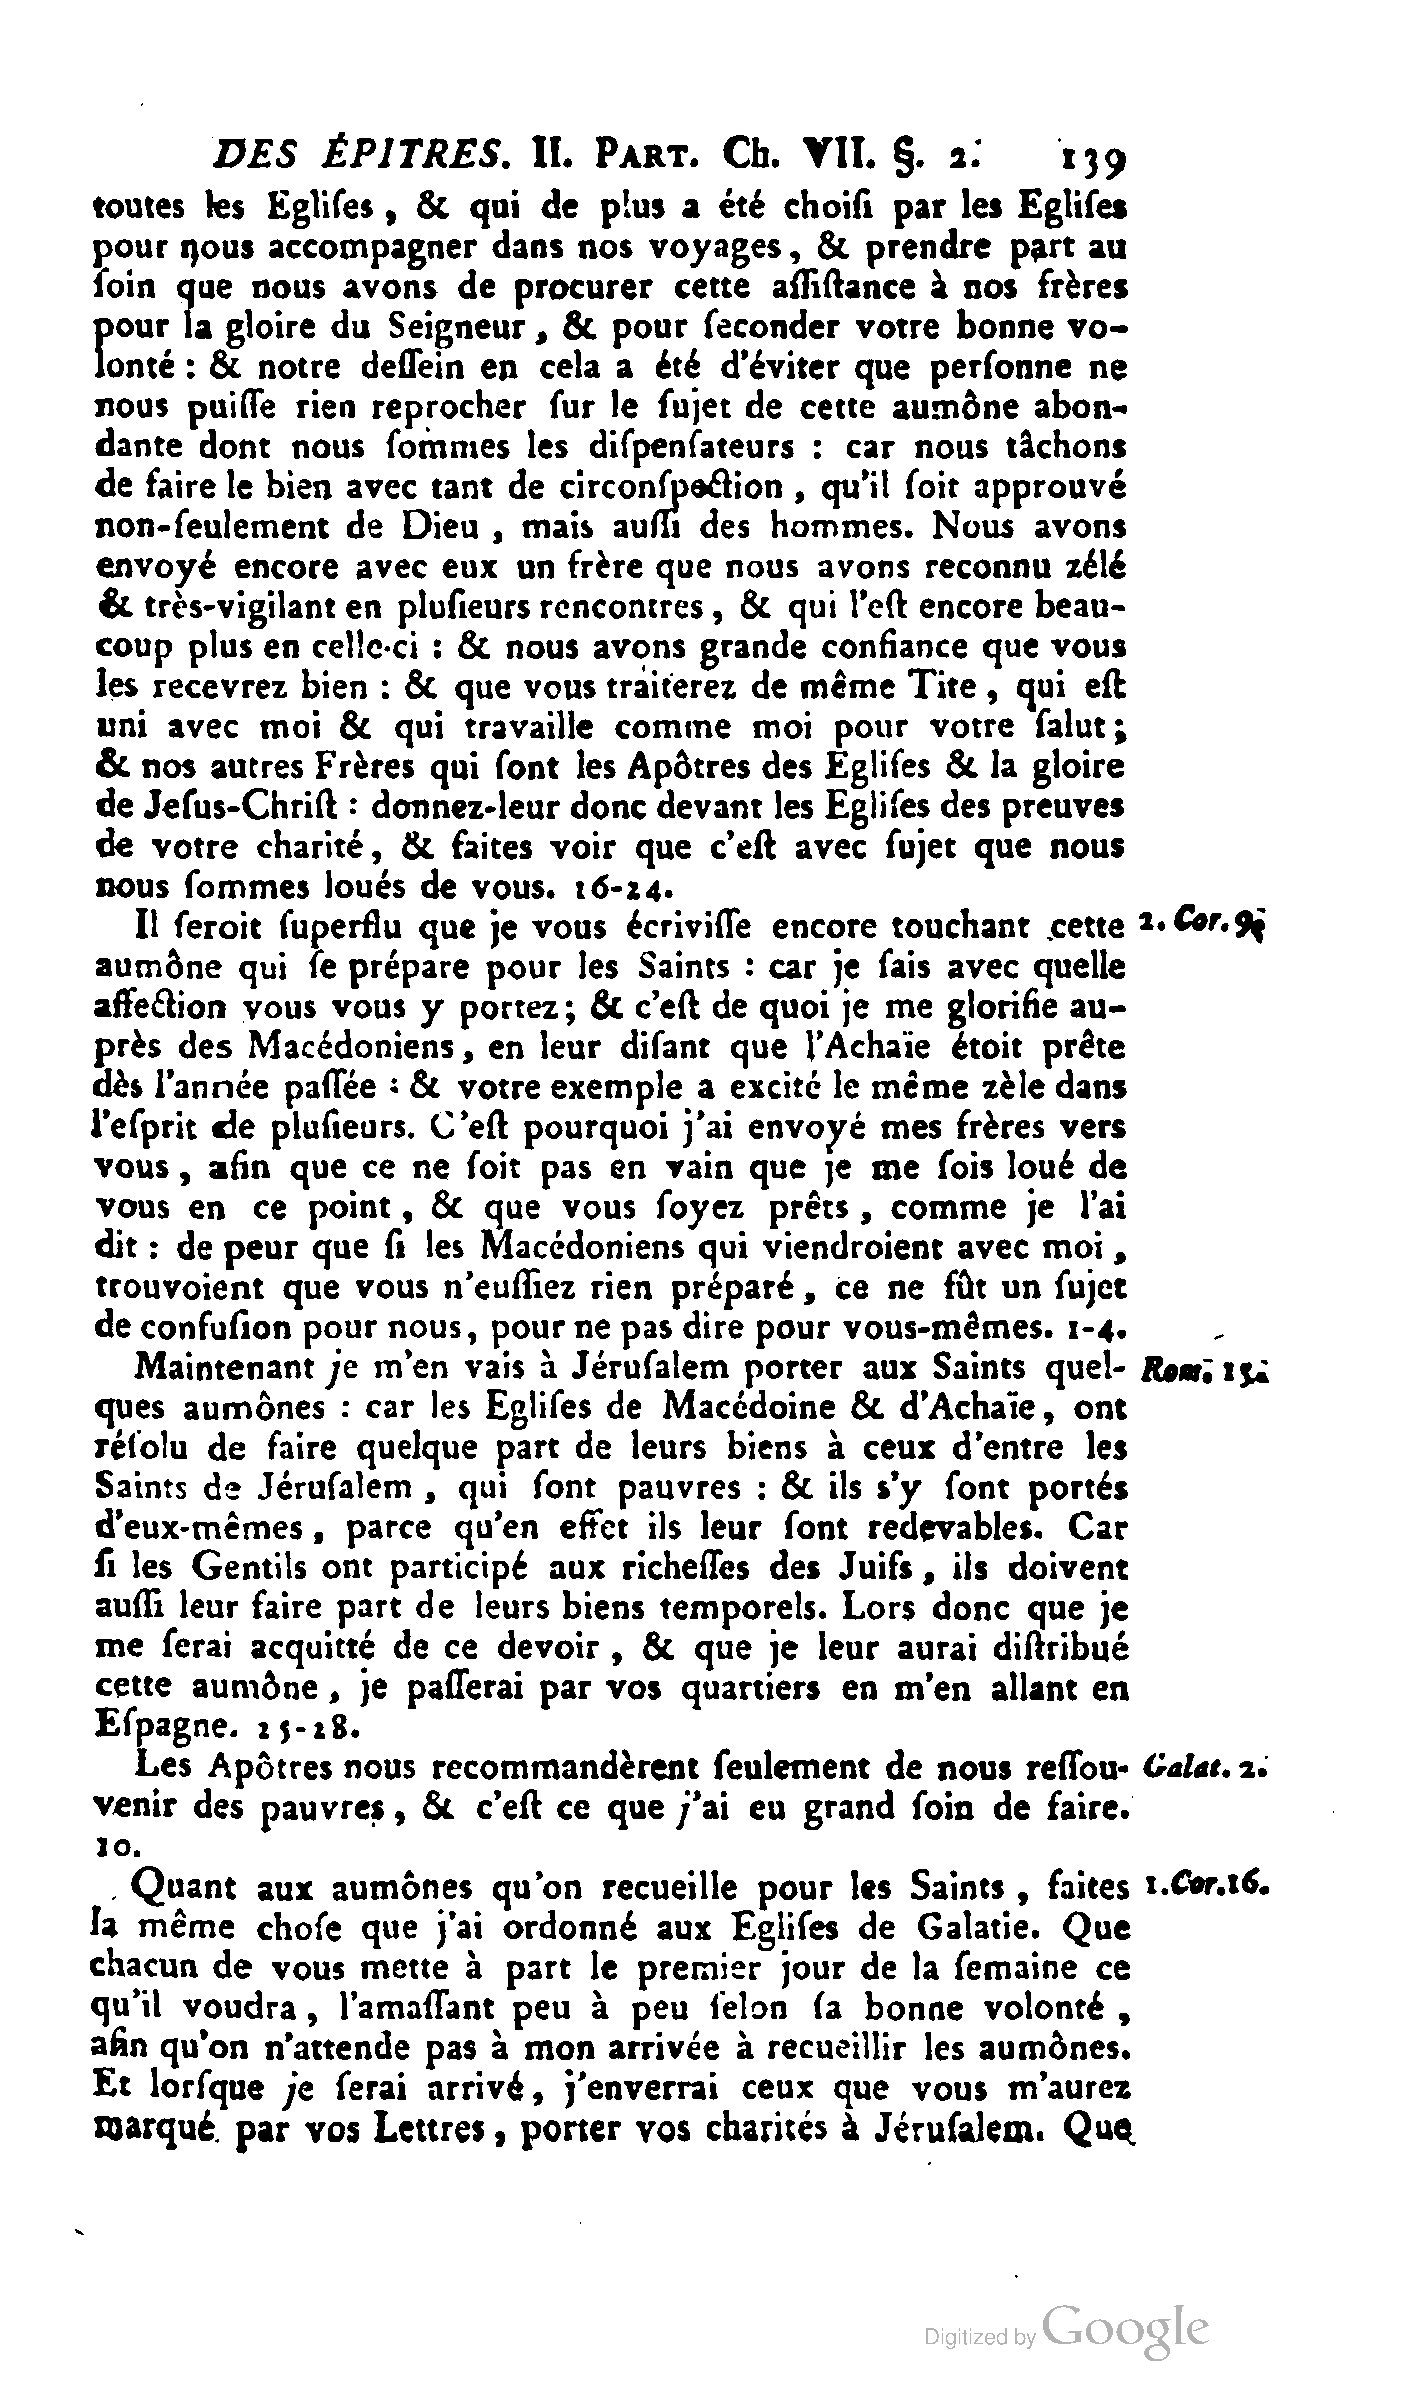 DES ÉPITRES. II. PART. Ch. VII. §. 2. 139
toutes les Egliſes, & qui de plus a été choiſi par les Egliſes
pour nous accompagner dans nos voyages, & prendre part au
ſoin que nous avons de procurer cette aſſiſtance à nos frères
pour la gloire du Seigneur, & pour ſeconder votre bonne vo-
lonté : & notre deſſein en cela a été d'éviter que perſonne ne
nous puiſſe rien reprocher ſur le ſujet de cette aumône abon-
dante dont nous ſommes les diſpenſateurs : car nous tâchons
de faire le bien avec tant de circonſpection, qu'il ſoit approuvé
non-ſeulement de Dieu, mais auſſi des hommes. Nous avons
envoyé encore avec eux un frère que nous avons reconnu zélé
& très-vigilant en pluſieurs rencontres, & qui l'eſt encore beau-
coup plus en celle-ci : & nous avons grande confiance que vous
les recevrez bien : & que vous traiterez de même Tite, qui eſt
uni avec moi & qui travaille comme moi pour votre ſalut;
& nos autres Frères qui ſont les Apôtres des Egliſes & la gloire
de Jeſus-Chriſt : donnez-leur donc devant les Egliſes des preuves
de votre charité, & faites voir que c'eſt avec ſujet que nous
nous ſommes loués de vous. 16-24.
Il ſeroit ſuperflu que je vous écriviſſe encore touchant cette 2. Cor. 9.
aumône qui ſe prépare pour les Saints : car je ſais avec quelle
affection vous vous y portez; & c'eſt de quoi je me glorifie au-
près des Macédoniens, en leur diſant que l'Achaïe étoit prête
dès l'année paſſée : & votre exemple a excité le même zèle dans
l'eſprit de pluſieurs. C'eſt pourquoi j'ai envoyé mes frères vers
vous, afin que ce ne ſoit pas en vain que je me ſois loué de
vous en ce point, & que vous ſoyez prêts, comme je l'ai
dit : de peur que ſi les Macédoniens qui viendroient avec moi,
trouvoient que vous n'euſſiez rien préparé, ce ne fût un ſujet
de confuſion pour nous, pour ne pas dire pour vous-mêmes. 1-4.
Maintenant je m'en vais à Jéruſalem porter aux Saints quel- Rom. 15.
ques aumônes : car les Egliſes de Macédoine & d'Achaïe, ont
réſolu de faire quelque part de leurs biens à ceux d'entre les
Saints de Jéruſalem, qui ſont pauvres : & ils s'y ſont portés
d'eux-mêmes, parce qu'en effet ils leur ſont redevables. Car
ſi les Gentils ont participé aux richeſſes des Juifs, ils doivent
auſſi leur faire part de leurs biens temporels. Lors donc que je
me ſerai acquitté de ce devoir, & que je leur aurai diſtribué
cette aumône, je paſſerai par vos quartiers en m'en allant en
Eſpagne. 25-28.
Les Apôtres nous recommandèrent ſeulement de nous reſſou- Galat. 2.
venir des pauvres, & c'eſt ce que j'ai eu grand ſoin de faire.
10.
Quant aux aumônes qu'on recueille pour les Saints, faites 1. Cor. 16.
la même choſe que j'ai ordonné aux Egliſes de Galatie. Que
chacun de vous mette à part le premier jour de la ſemaine ce
qu'il voudra, l'amaſſant peu à peu ſelon ſa bonne volonté,
afin qu'on n'attende pas à mon arrivée à recueillir les aumônes.
Et lorſque je ſerai arrivé, j'enverrai ceux que vous m'aurez
marqué par vos Lettres, porter vos charités à Jéruſalem. Que
Digitized by Google